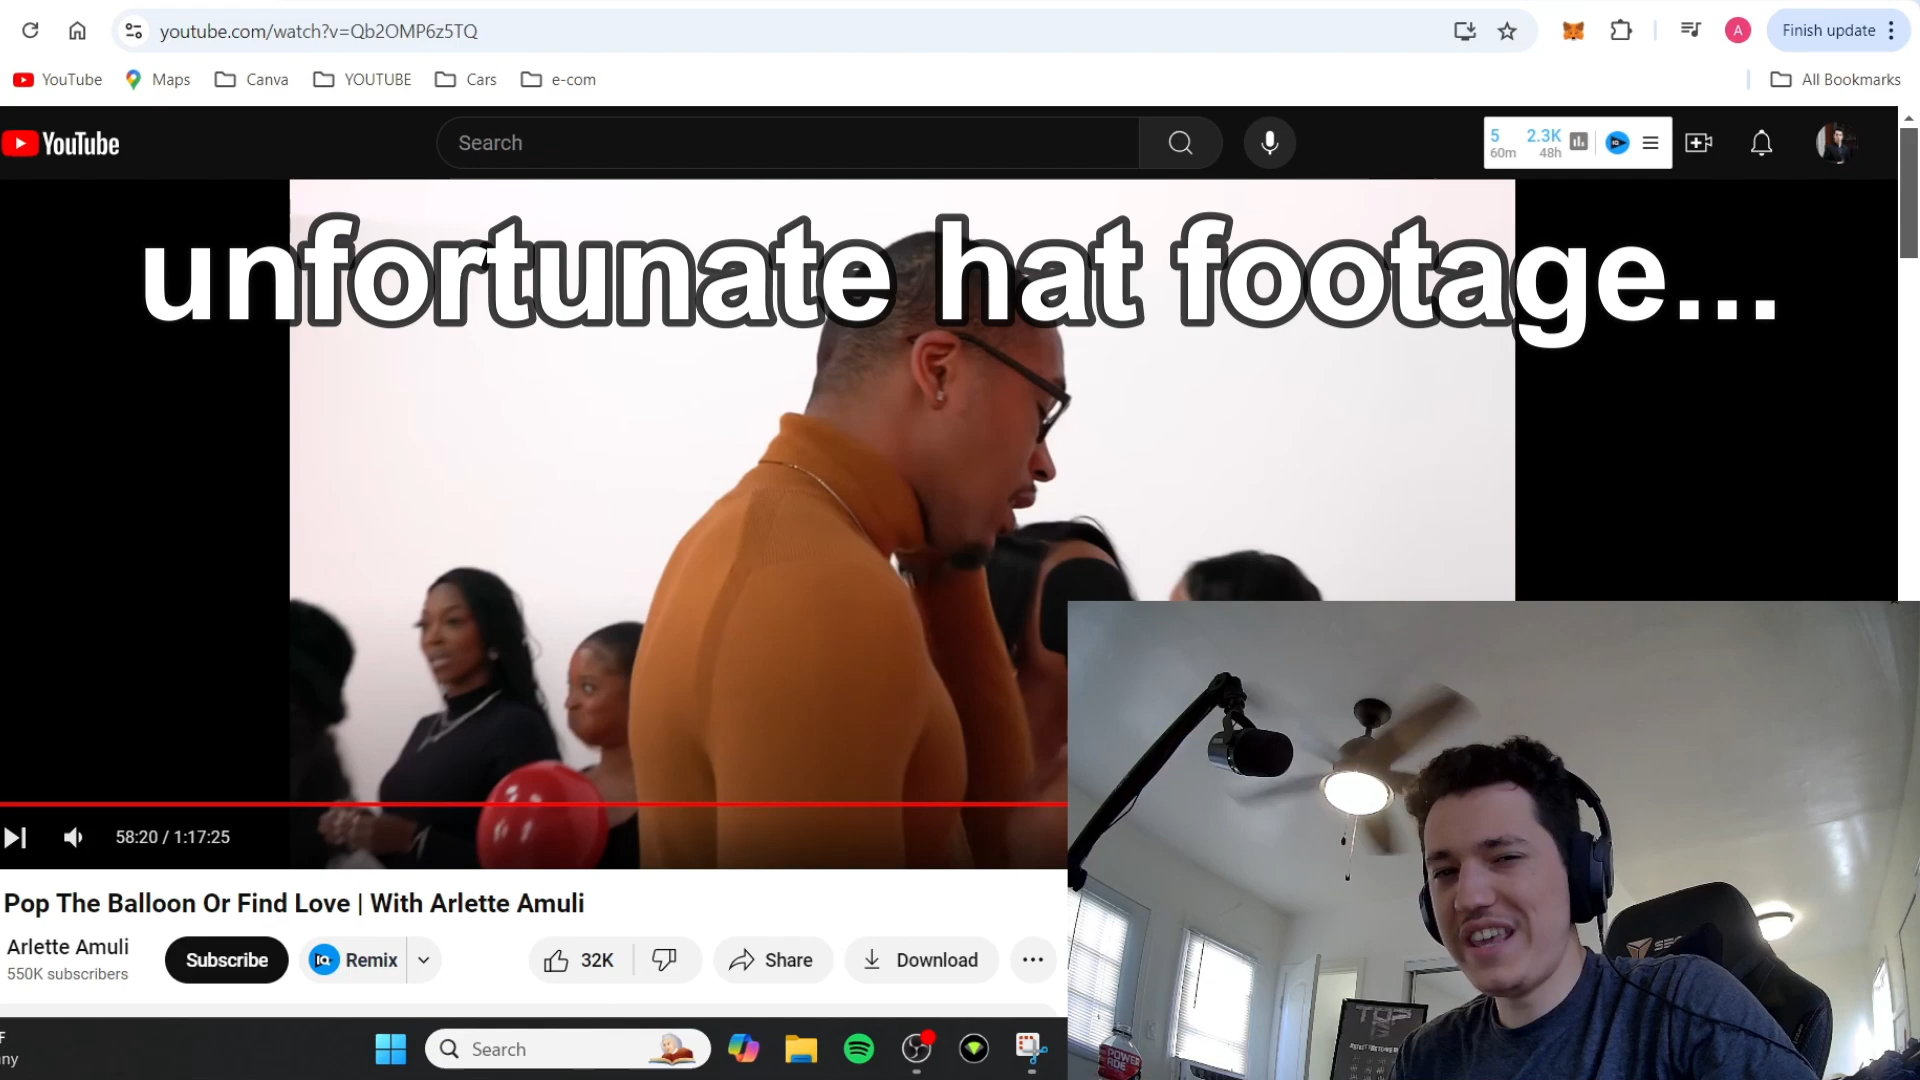 youtube.com/watch?v=Qb2OMP6z5TQ
A
Finish update
YouTube
Maps
Canva
YOUTUBE
Cars
e-com
All Bookmarks
YouTube
Search
5
2.3K
60m
48h
unfortunate hat footage...
58:20 / 1:17:25
Pop The Balloon Or Find Love | With Arlette Amuli
Arlette Amuli
550K subscribers
Subscribe
Remix
32K
Share
Download
Search
TOP
POWERADE